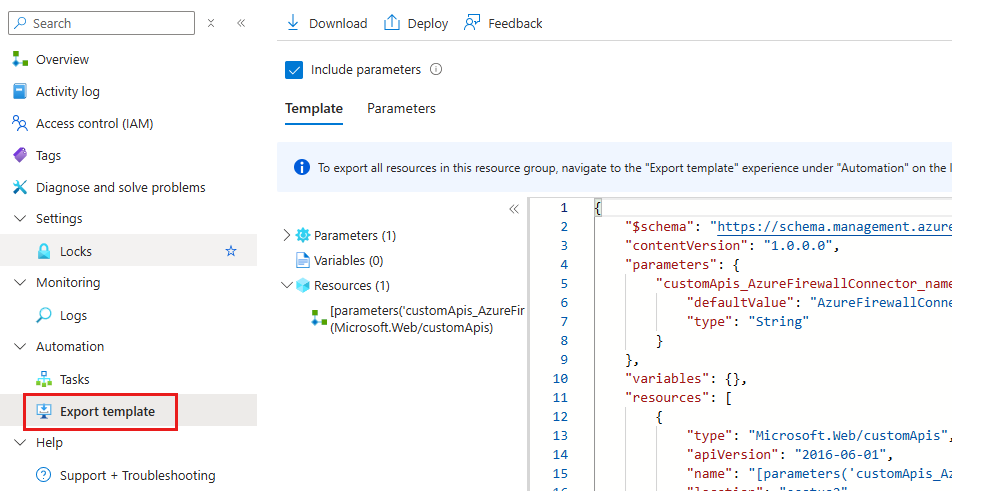 Search
Overview
Activity log
Access control (IAM)
Tags
Diagnose and solve problems
Settings
Locks
Monitoring
Logs
Automation
Tasks
Export template
Help
Support + Troubleshooting
Download Deploy Feedback
Include parameters
Template Parameters
To export all resources in this resource group, navigate to the "Export template" experience under "Automation" on the l
Parameters (1)
Variables (0)
Resources (1)
[parameters('customApis_AzureFir
(Microsoft.Web/customApis)
1 {
2 "$schema": "https://schema.management.azure
3 "contentVersion": "1.0.0.0",
4 "parameters": {
5 "customApis_AzureFirewallConnector_name
6 "defaultValue": "AzureFirewallConne
7 "type": "String"
8 }
9 },
10 "variables": {},
11 "resources": [
12 {
13 "type": "Microsoft.Web/customApis",
14 "apiVersion": "2016-06-01",
15 "name": "[parameters('customApis_Az